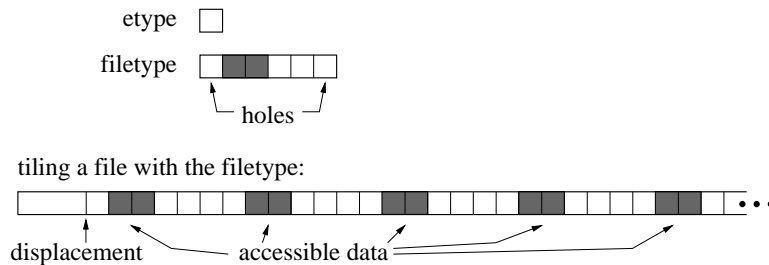 etype
filetype
holes
tiling a file with the filetype:
displacement
accessible data